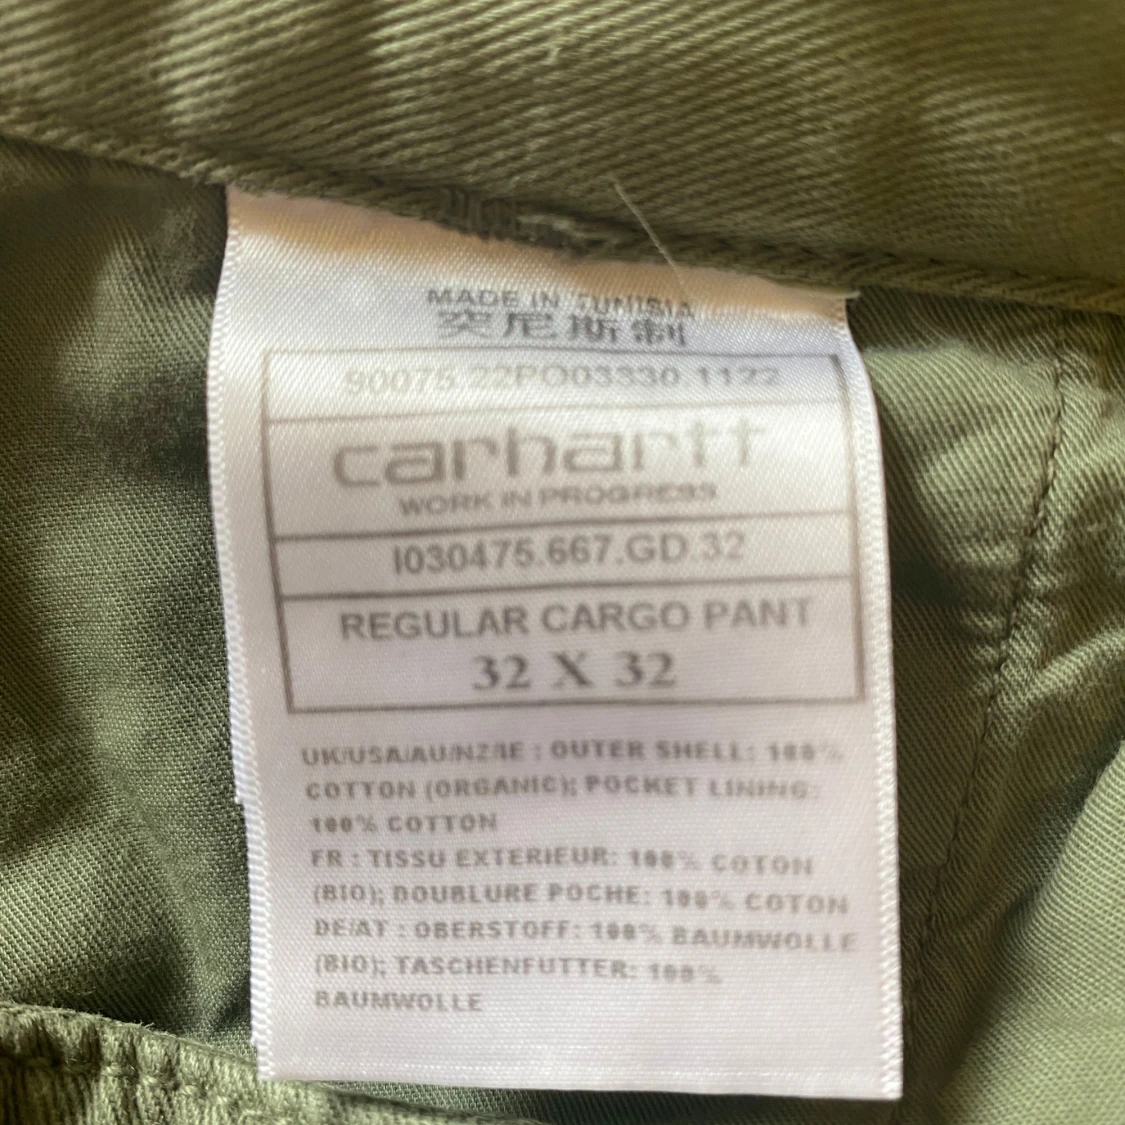 MADE IN TUNISIA
突尼斯制
90075.22PO03330.1122
carhartt
WORK IN PROGRESS
I030475.667.GD.32
REGULAR CARGO PANT
32 X 32
UK/USA/AU/NZ/IE : OUTER SHELL: 100%
COTTON (ORGANIC); POCKET LINING:
100% COTTON
FR : TISSU EXTERIEUR: 100% COTON
(BIO); DOUBLURE POCHE: 100% COTON
DE/AT : OBERSTOFF: 100% BAUMWOLLE
(BIO); TASCHENFUTTER: 100%
BAUMWOLLE